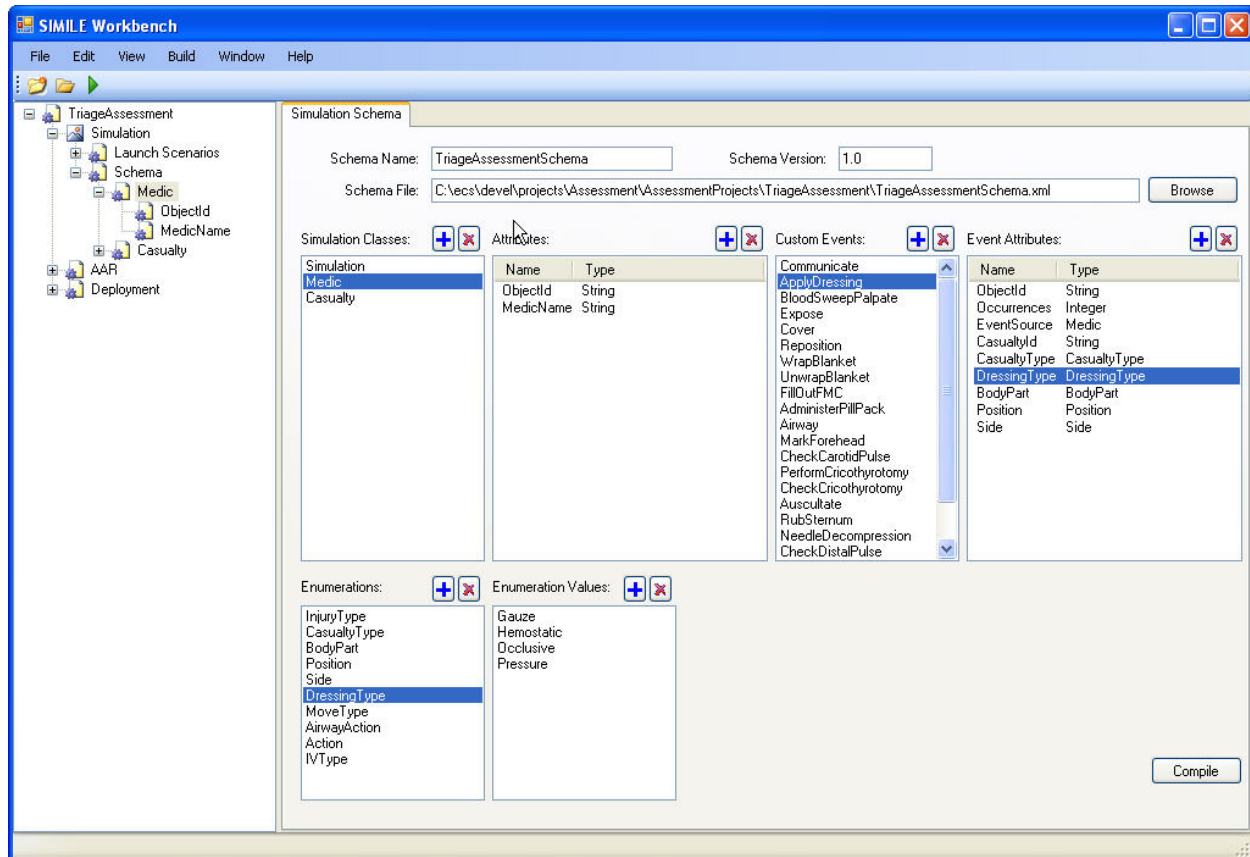 SIMILE Workbench
File Edit View Build Window Help
TriageAssessment
Simulation
Launch Scenarios
Schema
Medic
ObjectId
MedicName
Casualty
AAR
Deployment
Simulation Schema
Schema Name: TriageAssessmentSchema Schema Version: 1.0
Schema File: C:\ecs\devel\projects\Assessment\AssessmentProjects\TriageAssessment\TriageAssessmentSchema.xml Browse
Simulation Classes:
Simulation
Medic
Casualty
Attributes:
Name Type
ObjectId String
MedicName String
Custom Events:
Communicate
ApplyDressing
BloodSweepPalpate
Expose
Cover
Reposition
WrapBlanket
UnwrapBlanket
FillOutFMC
AdministerPillPack
Airway
MarkForehead
CheckCarotidPulse
PerformCricothyrotomy
CheckCricothyrotomy
Auscultate
RubSternum
NeedleDecompression
CheckDistalPulse
Event Attributes:
Name Type
ObjectId String
Occurrences Integer
EventSource Medic
CasualtyId String
CasualtyType CasualtyType
DressingType DressingType
BodyPart BodyPart
Position Position
Side Side
Enumerations:
InjuryType
CasualtyType
BodyPart
Position
Side
DressingType
MoveType
AirwayAction
Action
IVType
Enumeration Values:
Gauze
Hemostatic
Occlusive
Pressure
Compile